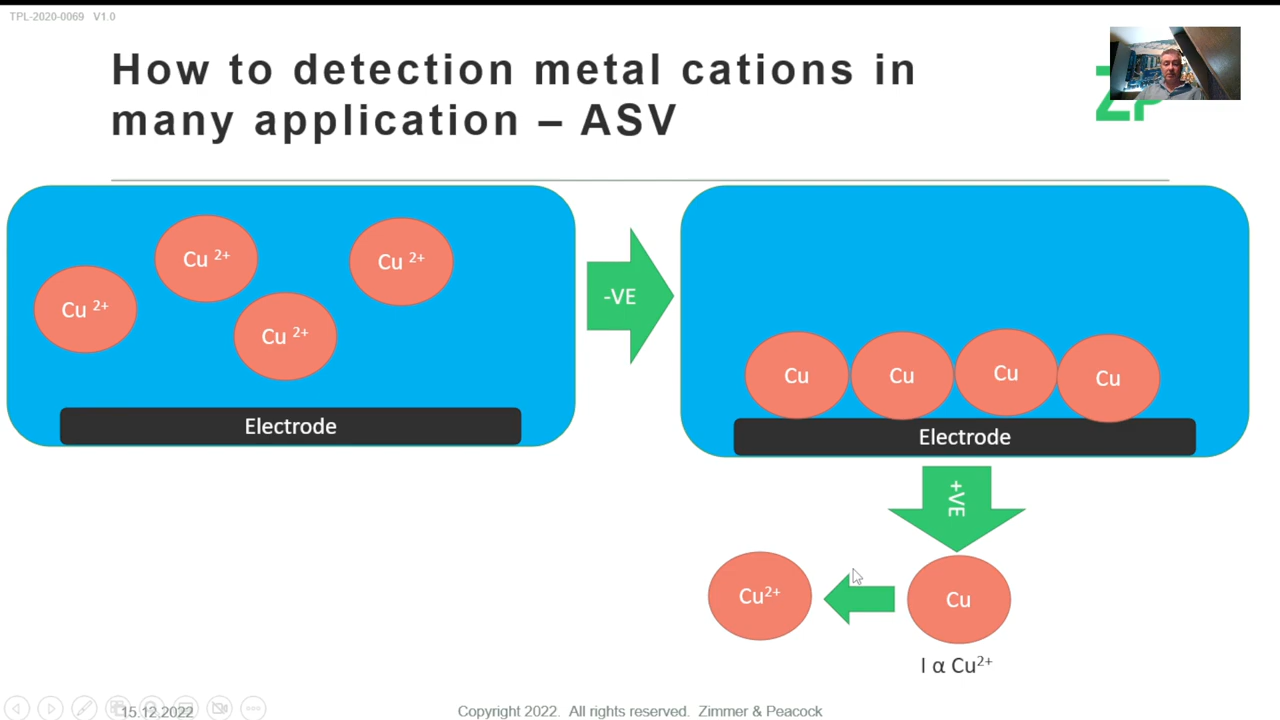 TPL-2020-0069 V1.0
How to detection metal cations in
many application – ASV
ZP
Cu 2+
Cu 2+
Cu 2+
Cu 2+
Electrode
-VE
Cu
Cu
Cu
Cu
Electrode
+VE
Cu2+
Cu
I α Cu2+
15.12.2022
Copyright 2022. All rights reserved. Zimmer & Peacock